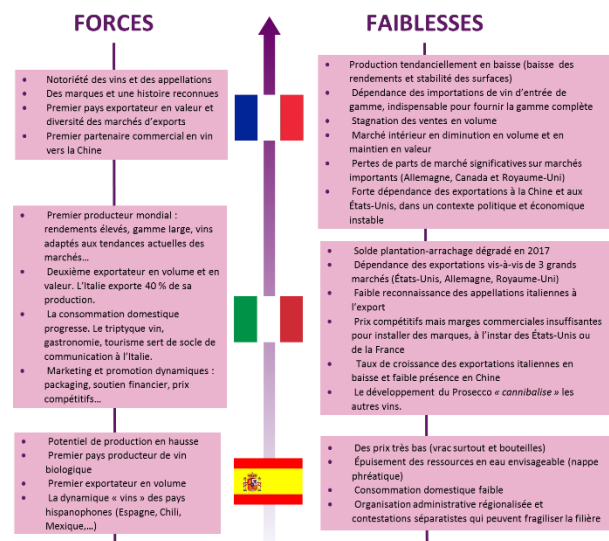 FORCES
FAIBLESSES
Notoriété des vins et des appellations
Des marques et une histoire reconnues
Premier pays exportateur en valeur et
diversité des marchés d'exports
Premier partenaire commercial en vin
vers la Chine
Production tendanciellement en baisse (baisse des
rendements et stabilité des surfaces)
Dépendance des importations de vin d'entrée de
gamme, indispensable pour fournir la gamme complète
Stagnation des ventes en volume
Marché intérieur en diminution en volume et en
maintien en valeur
Pertes de parts de marché significatives sur marchés
importants (Allemagne, Canada et Royaume-Uni)
Forte dépendance des exportations à la Chine et aux
États-Unis, dans un contexte politique et économique
instable
Premier producteur mondial :
rendements élevés, gamme large, vins
adaptés aux tendances actuelles des
marchés…
Deuxième exportateur en volume et en
valeur. L'Italie exporte 40 % de sa
production.
La consommation domestique
progresse. Le triptyque vin,
gastronomie, tourisme sert de socle de
communication à l'Italie.
Marketing et promotion dynamiques :
packaging, soutien financier, prix
compétitifs…
Solde plantation-arrachage dégradé en 2017
Dépendance des exportations vis-à-vis de 3 grands
marchés (États-Unis, Allemagne, Royaume-Uni)
Faible reconnaissance des appellations italiennes à
l'export
Prix compétitifs mais marges commerciales insuffisantes
pour installer des marques, à l'instar des États-Unis ou
de la France
Taux de croissance des exportations italiennes en
baisse et faible présence en Chine
Le développement du Prosecco « cannibalise » les
autres vins.
Potentiel de production en hausse
Premier pays producteur de vin
biologique
Premier exportateur en volume
La dynamique « vins » des pays
hispanophones (Espagne, Chili,
Mexique,…)
Des prix très bas (vrac surtout et bouteilles)
Épuisement des ressources en eau envisageable (nappe
phréatique)
Consommation domestique faible
Organisation administrative régionalisée et
contestations séparatistes qui peuvent fragiliser la filière